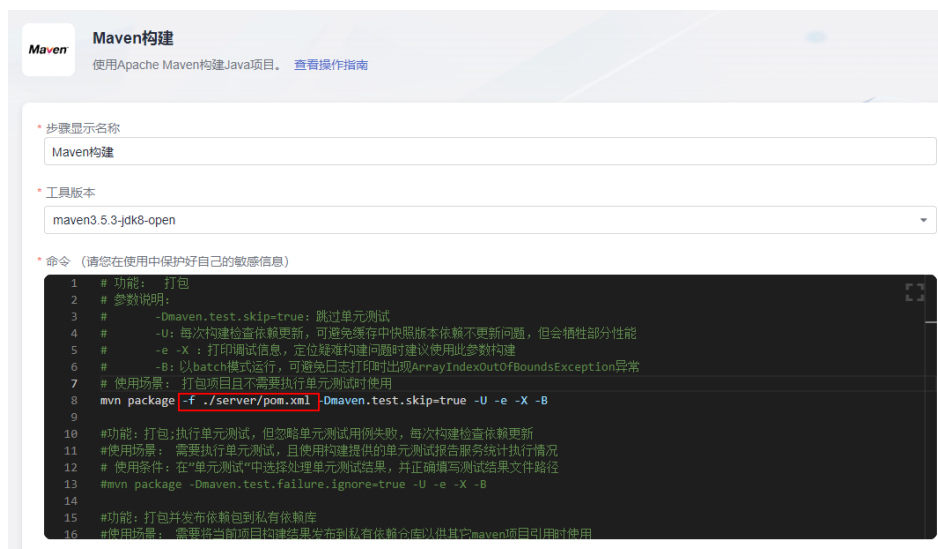 Maven
Maven构建
使用Apache Maven构建Java项目。 查看操作指南
* 步骤显示名称
Maven构建
* 工具版本
maven3.5.3-jdk8-open
* 命令 （请您在使用中保护好自己的敏感信息）
1 # 功能： 打包
2 # 参数说明：
3 # -Dmaven.test.skip=true：跳过单元测试
4 # -U：每次构建检查依赖更新，可避免缓存中快照版本依赖不更新问题，但会牺牲部分性能
5 # -e -X ：打印调试信息，定位疑难构建问题时建议使用此参数构建
6 # -B：以batch模式运行，可避免日志打印时出现ArrayIndexOutOfBoundsException异常
7 # 使用场景： 打包项目且不需要执行单元测试时使用
8 mvn package -f ./server/pom.xml -Dmaven.test.skip=true -U -e -X -B
9
10 #功能：打包;执行单元测试，但忽略单元测试用例失败，每次构建检查依赖更新
11 #使用场景： 需要执行单元测试，且使用构建提供的单元测试报告服务统计执行情况
12 # 使用条件：在”单元测试“中选择处理单元测试结果，并正确填写测试结果文件路径
13 #mvn package -Dmaven.test.failure.ignore=true -U -e -X -B
14
15 #功能：打包并发布依赖包到私有依赖库
16 #使用场景： 需要将当前项目构建结果发布到私有依赖仓库以供其它maven项目引用时使用